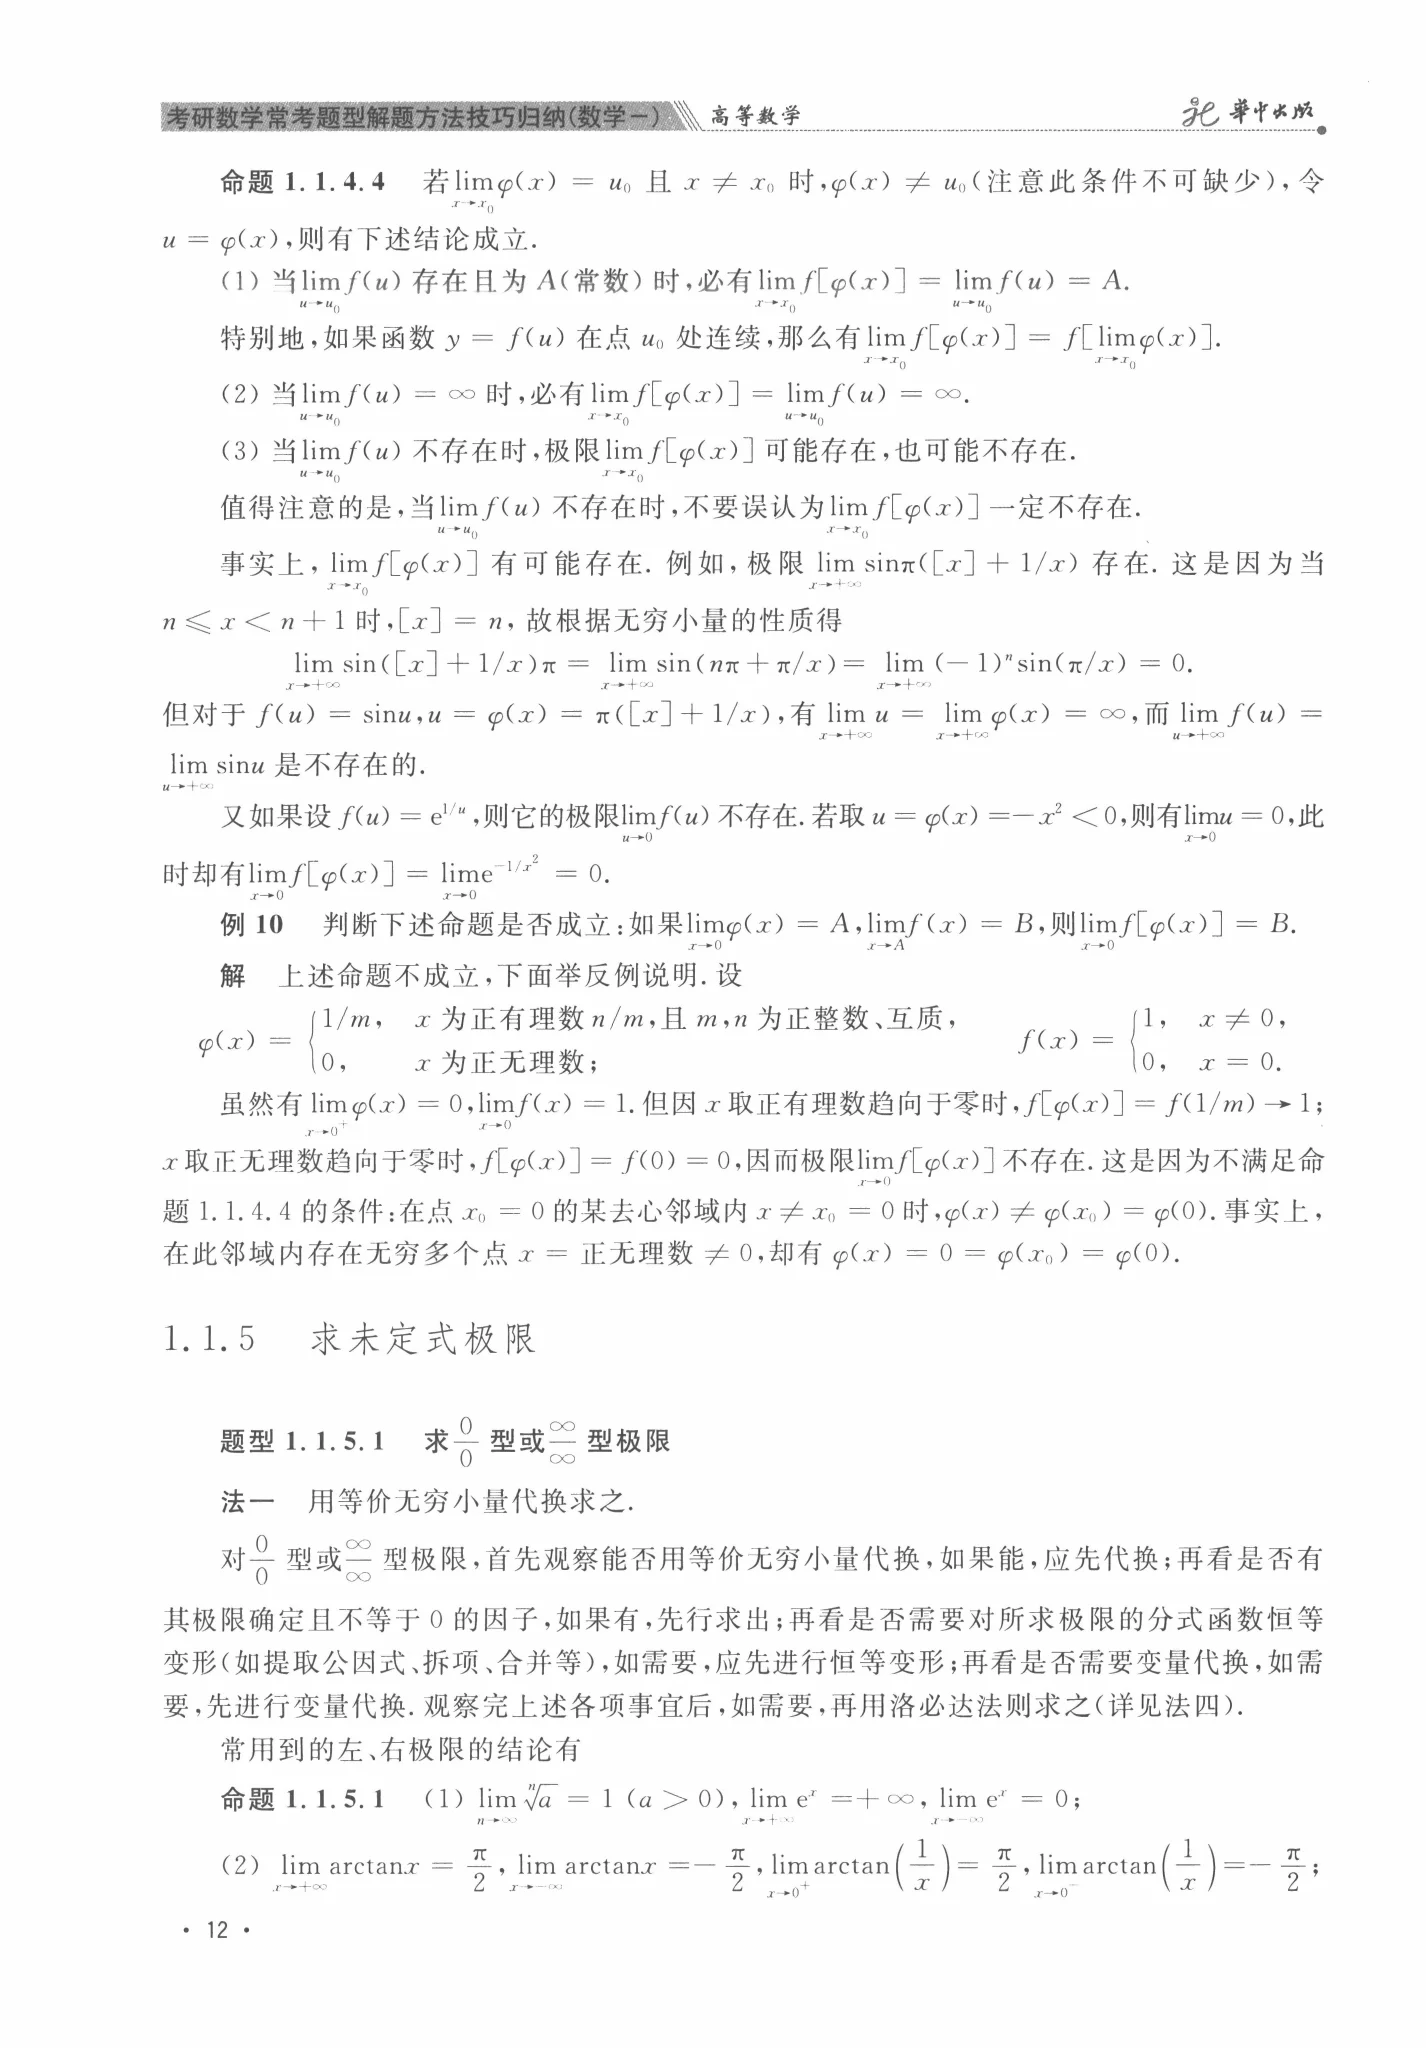 考研数学常考题型解题方法技巧归纳(数学一) 高等数学 华中出版
命题 1.1.4.4 若$\lim_{x\to x_0}\varphi(x) = u_0$ 且 $x \neq x_0$ 时,$\varphi(x) \neq u_0$(注意此条件不可缺少),令
$u = \varphi(x)$,则有下述结论成立.
(1) 当$\lim_{u\to u_0} f(u)$ 存在且为 A(常数)时,必有$\lim_{x\to x_0} f[\varphi(x)] = \lim_{u\to u_0} f(u) = A$.
特别地,如果函数 $y = f(u)$ 在点 $u_0$ 处连续,那么有$\lim_{x\to x_0} f[\varphi(x)] = f[\lim_{x\to x_0}\varphi(x)]$.
(2) 当$\lim_{u\to u_0} f(u) = \infty$ 时,必有$\lim_{x\to x_0} f[\varphi(x)] = \lim_{u\to u_0} f(u) = \infty$.
(3) 当$\lim_{u\to u_0} f(u)$ 不存在时,极限$\lim_{x\to x_0} f[\varphi(x)]$ 可能存在,也可能不存在.
值得注意的是,当$\lim_{u\to u_0} f(u)$ 不存在时,不要误认为$\lim_{x\to x_0} f[\varphi(x)]$ 一定不存在.
事实上,$\lim_{x\to x_0} f[\varphi(x)]$ 有可能存在. 例如,极限 $\lim_{x\to+\infty} \sin\pi([x]+1/x)$ 存在. 这是因为当
$n \leqslant x < n+1$ 时,$[x] = n$, 故根据无穷小量的性质得
$\lim_{x\to+\infty} \sin([x]+1/x)\pi = \lim_{x\to+\infty} \sin(n\pi+\pi/x) = \lim_{x\to+\infty} (-1)^n \sin(\pi/x) = 0$.
但对于 $f(u) = \sin u, u = \varphi(x) = \pi([x]+1/x)$,有 $\lim_{x\to+\infty} u = \lim_{x\to+\infty} \varphi(x) = \infty$,而 $\lim_{u\to+\infty} f(u) =$
$\lim_{u\to+\infty} \sin u$ 是不存在的.
又如果设 $f(u) = e^{1/u}$,则它的极限$\lim_{u\to 0} f(u)$ 不存在. 若取 $u = \varphi(x) = -x^2 < 0$,则有$\lim_{x\to 0} u = 0$,此
时却有$\lim_{x\to 0} f[\varphi(x)] = \lim_{x\to 0} e^{-1/x^2} = 0$.
例 10 判断下述命题是否成立:如果$\lim_{x\to 0}\varphi(x) = A, \lim_{x\to A} f(x) = B$,则$\lim_{x\to 0} f[\varphi(x)] = B$.
解 上述命题不成立,下面举反例说明. 设
$\varphi(x) = \begin{cases} 1/m, & x \text{ 为正有理数 } n/m,\text{且 } m,n \text{ 为正整数、互质}, \\ 0, & x \text{ 为正无理数}; \end{cases}$ $f(x) = \begin{cases} 1, & x \neq 0, \\ 0, & x = 0. \end{cases}$
虽然有 $\lim_{x\to 0^+}\varphi(x) = 0, \lim_{x\to 0} f(x) = 1$. 但因 $x$ 取正有理数趋向于零时,$f[\varphi(x)] = f(1/m) \to 1$;
$x$ 取正无理数趋向于零时,$f[\varphi(x)] = f(0) = 0$,因而极限$\lim_{x\to 0} f[\varphi(x)]$ 不存在. 这是因为不满足命
题 1.1.4.4 的条件:在点 $x_0 = 0$ 的某去心邻域内 $x \neq x_0 = 0$ 时,$\varphi(x) \neq \varphi(x_0) = \varphi(0)$. 事实上,
在此邻域内存在无穷多个点 $x =$ 正无理数 $\neq 0$,却有 $\varphi(x) = 0 = \varphi(x_0) = \varphi(0)$.
1.1.5 求未定式极限
题型 1.1.5.1 求$\frac{0}{0}$型或$\frac{\infty}{\infty}$型极限
法一 用等价无穷小量代换求之.
对$\frac{0}{0}$型或$\frac{\infty}{\infty}$型极限,首先观察能否用等价无穷小量代换,如果能,应先代换;再看是否有
其极限确定且不等于 0 的因子,如果有,先行求出;再看是否需要对所求极限的分式函数恒等
变形(如提取公因式、拆项、合并等),如需要,应先进行恒等变形;再看是否需要变量代换,如需
要,先进行变量代换. 观察完上述各项事宜后,如需要,再用洛必达法则求之(详见法四).
常用到的左、右极限的结论有
命题 1.1.5.1 (1) $\lim_{n\to\infty} \sqrt[n]{a} = 1\ (a > 0), \lim_{x\to+\infty} e^x = +\infty, \lim_{x\to-\infty} e^x = 0$;
(2) $\lim_{x\to+\infty} \arctan x = \frac{\pi}{2}, \lim_{x\to-\infty} \arctan x = -\frac{\pi}{2}, \lim_{x\to 0^+} \arctan\left(\frac{1}{x}\right) = \frac{\pi}{2}, \lim_{x\to 0^-} \arctan\left(\frac{1}{x}\right) = -\frac{\pi}{2}$;
· 12 ·